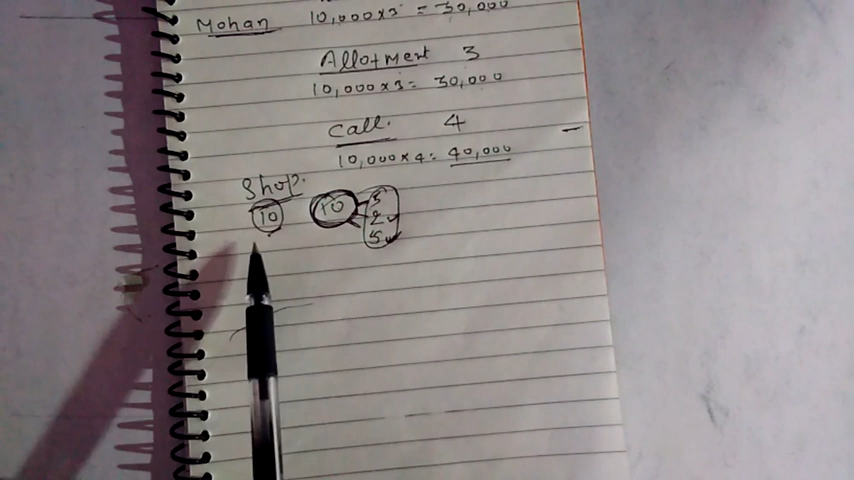 Mohan 10,000×3 = 30,000
Allotment 3
10,000×3= 30,000
Call. 4
10,000×4= 40,000
Shop.
10 10 3
2
5